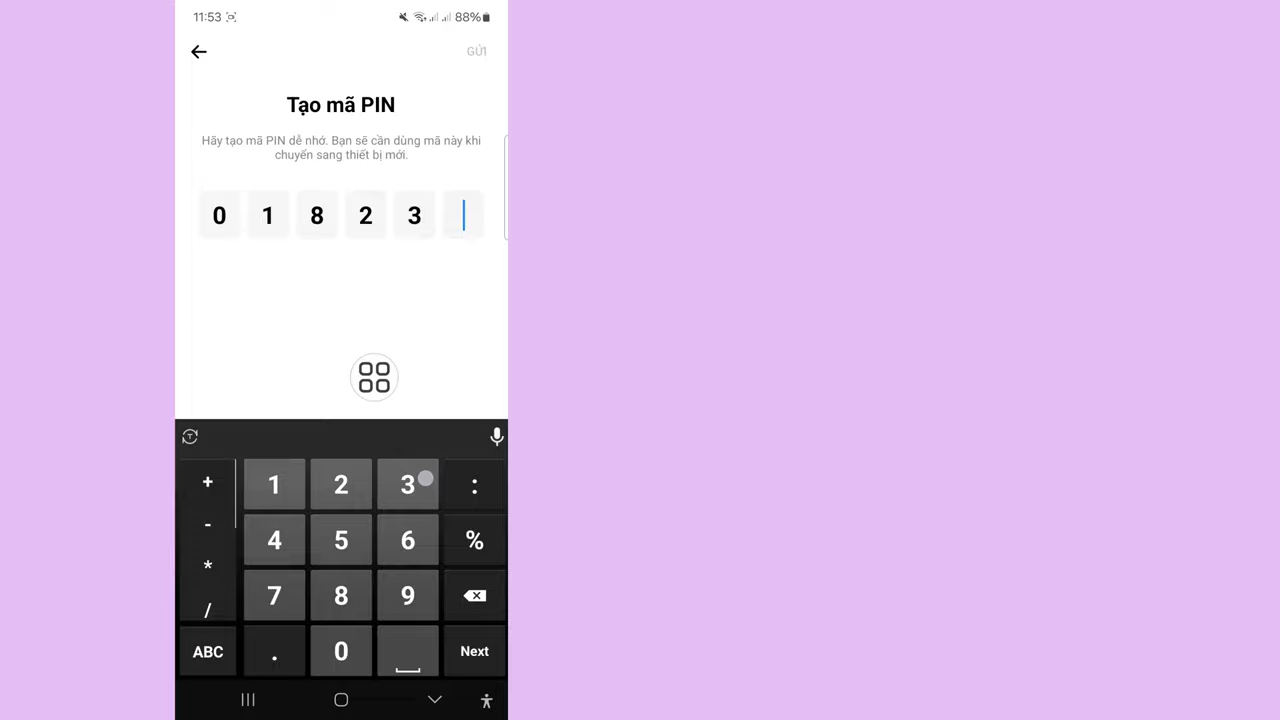 11:53 88%
GỬI
Tạo mã PIN
Hãy tạo mã PIN dễ nhớ. Bạn sẽ cần dùng mã này khi
chuyển sang thiết bị mới.
0 1 8 2 3
T
+ 1 2 3 :
- 4 5 6 %
*
7 8 9
/
ABC . 0 Next